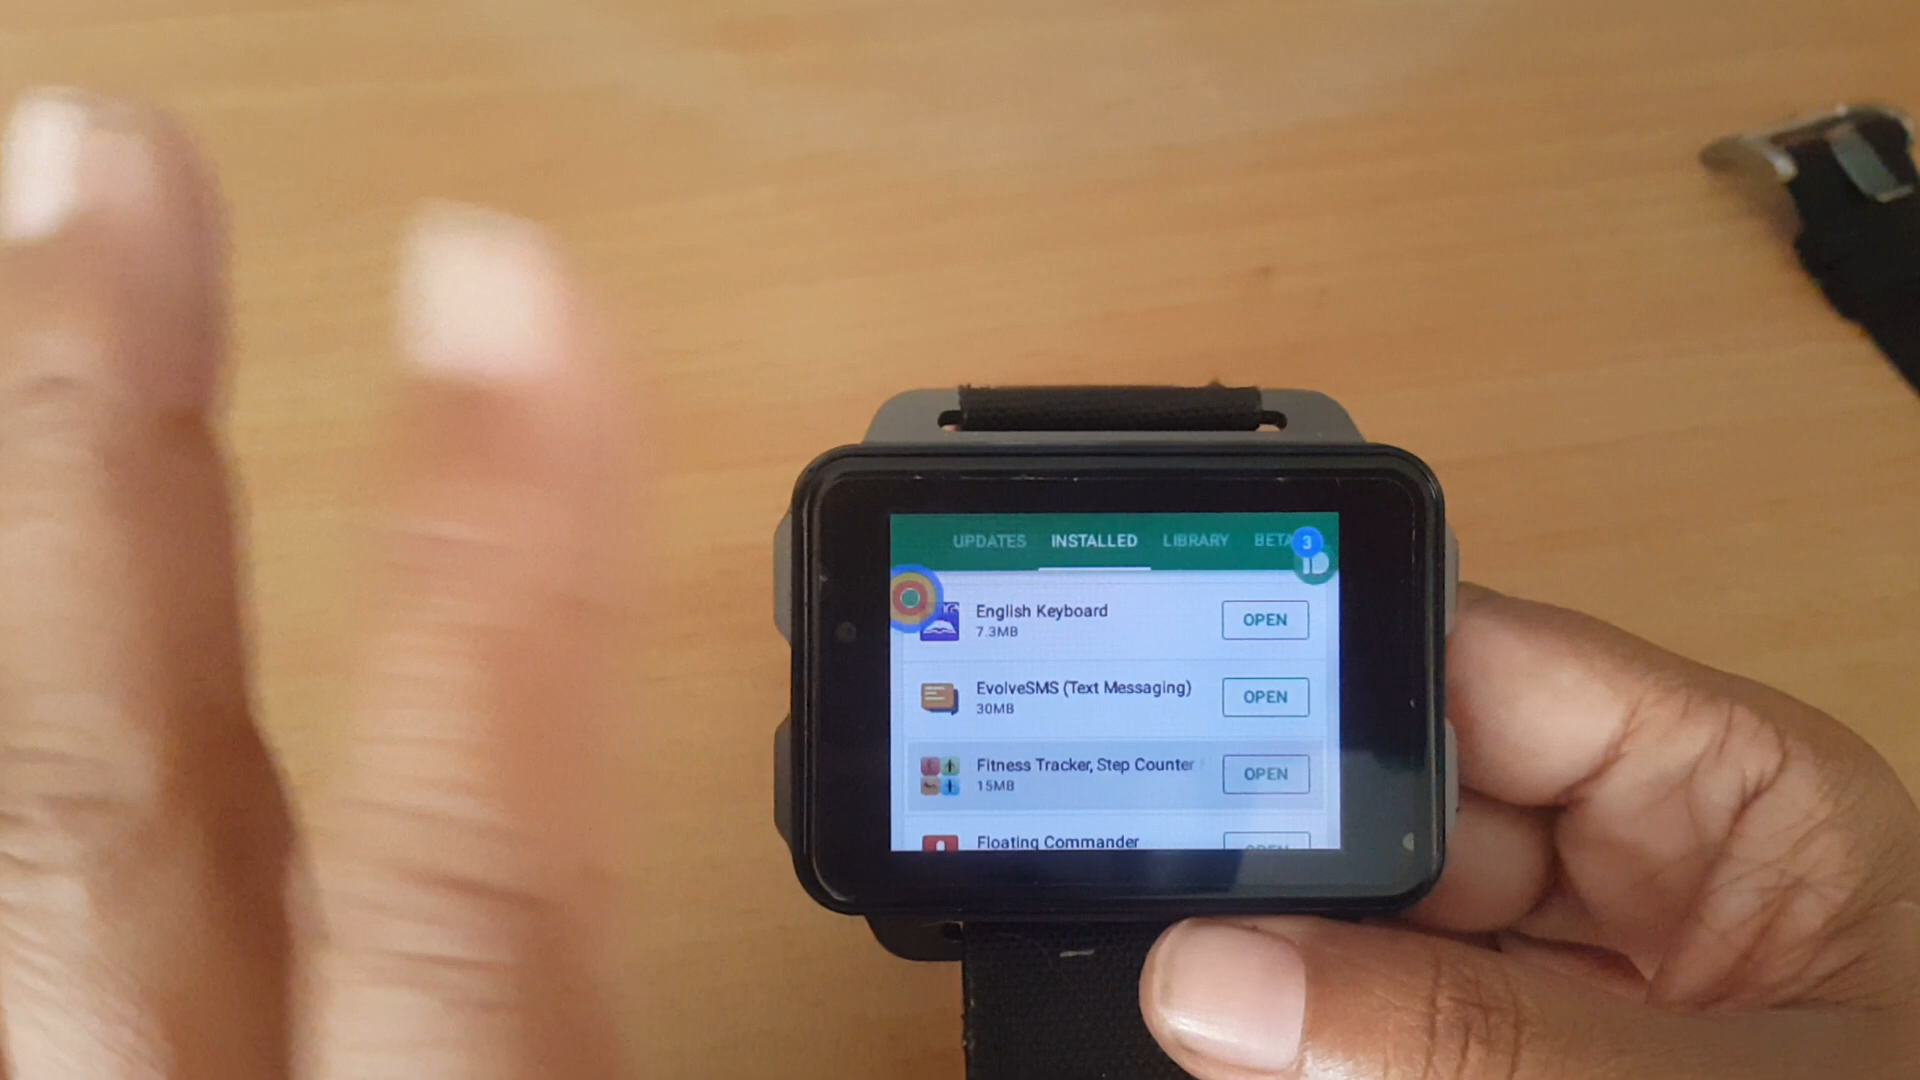 UPDATES INSTALLED LIBRARY BETA 3
English Keyboard
7.3MB
OPEN
EvolveSMS (Text Messaging)
30MB
OPEN
Fitness Tracker, Step Counter
15MB
OPEN
Floating Commander
OPEN